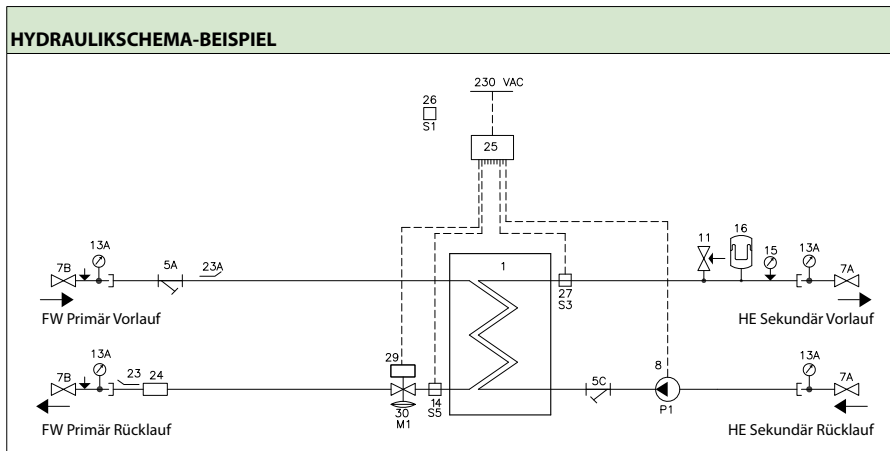 HYDRAULIKSCHEMA-BEISPIEL
230 VAC
26
S1
25
13A
7B
5A
23A
1
27
S3
11
16
15
13A
7A
FW Primär Vorlauf
HE Sekundär Vorlauf
13A
7B
23
24
29
30
M1
14
S5
5C
8
P1
13A
7A
FW Primär Rücklauf
HE Sekundär Rücklauf